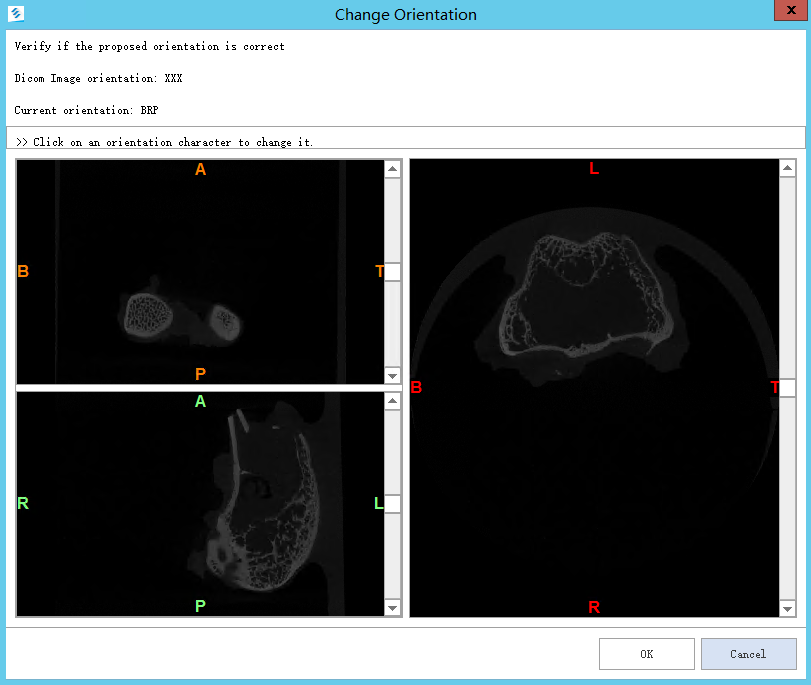 Change Orientation
x
Verify if the proposed orientation is correct
Dicom Image orientation: XXX
Current orientation: BRP
>> Click on an orientation character to change it.
A
B
T
P
A
R
L
P
L
B
T
R
OK
Cancel